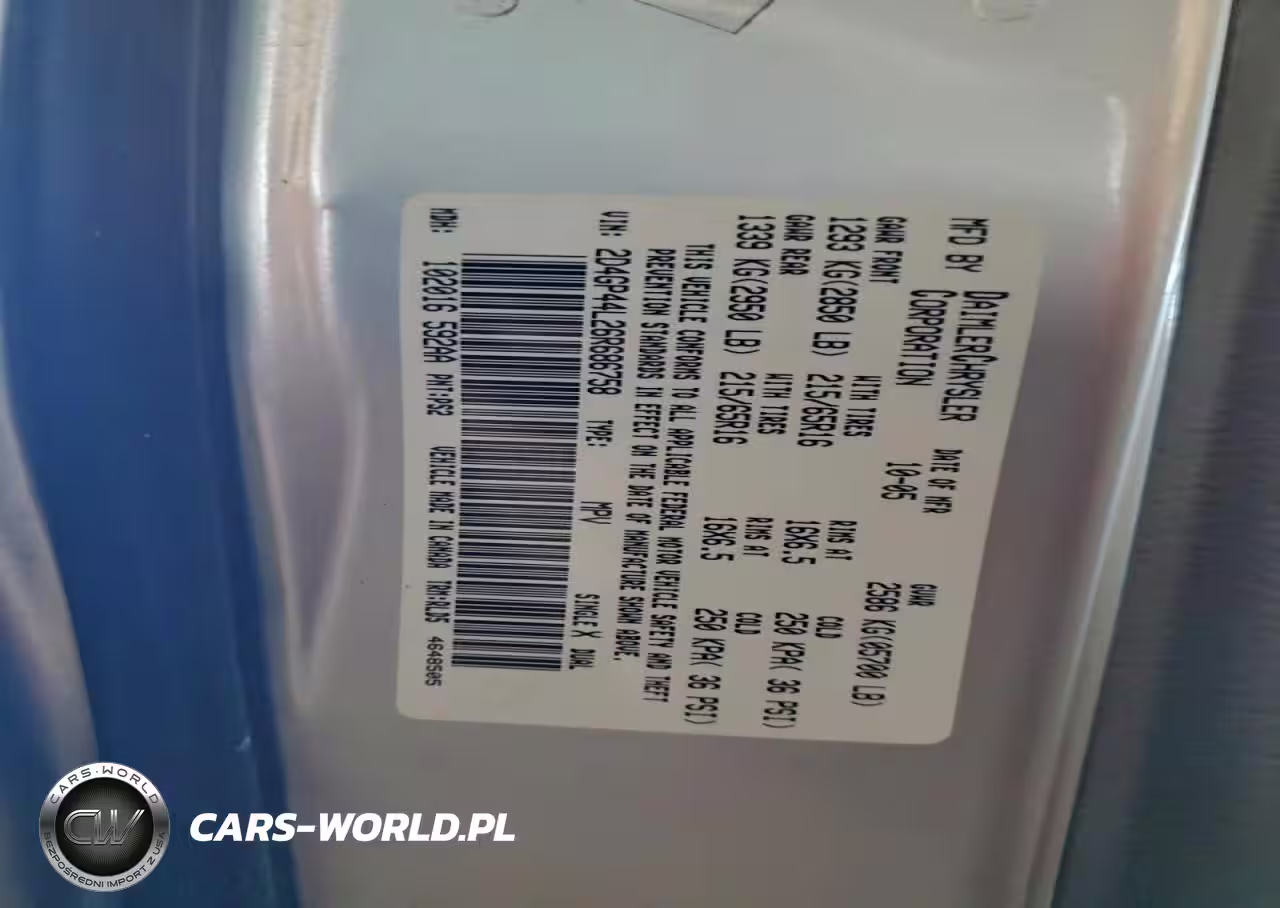 MFD BY DAIMLERCHRYSLER CORPORATION DATE OF MFR 10-05 GVWR 2586 KG(05700 LB)
GAWR FRONT WITH TIRES RIMS AT COLD
1293 KG(2850 LB) 215/65R16 16X6.5 250 KPA( 36 PSI)
GAWR REAR WITH TIRES RIMS AT COLD
1339 KG(2950 LB) 215/65R16 16X6.5 250 KPA( 36 PSI)
THIS VEHICLE CONFORMS TO ALL APPLICABLE FEDERAL MOTOR VEHICLE SAFETY AND THEFT
PREVENTION STANDARDS IN EFFECT ON THE DATE OF MANUFACTURE SHOWN ABOVE.
VIN: 2D4GP44L26R686758 TYPE: MPV SINGLE X DUAL
MDH: 102016 592AA PNT:PS2 VEHICLE MADE IN CANADA TRM:RLD5 4648505
CARS-WORLD
CW
BEZPOŚREDNI IMPORT Z USA
CARS-WORLD.PL